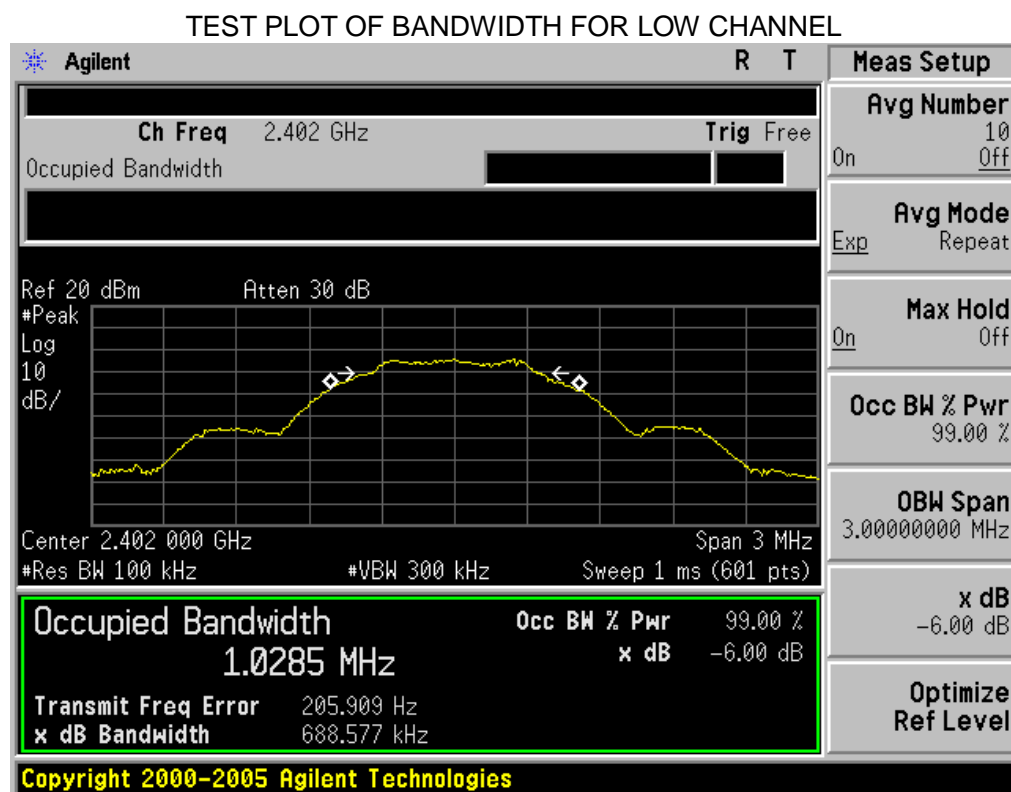 TEST PLOT OF BANDWIDTH FOR LOW CHANNEL
Agilent R T
Ch Freq 2.402 GHz Trig Free
Occupied Bandwidth
Ref 20 dBm Atten 30 dB
#Peak
Log
10
dB/
Center 2.402 000 GHz Span 3 MHz
#Res BW 100 kHz #VBW 300 kHz Sweep 1 ms (601 pts)
Occupied Bandwidth Occ BW % Pwr 99.00 %
1.0285 MHz x dB -6.00 dB
Transmit Freq Error 205.909 Hz
x dB Bandwidth 688.577 kHz
Copyright 2000-2005 Agilent Technologies
Meas Setup
Avg Number
10
On Off
Avg Mode
Exp Repeat
Max Hold
On Off
Occ BW % Pwr
99.00 %
OBW Span
3.00000000 MHz
x dB
-6.00 dB
Optimize
Ref Level